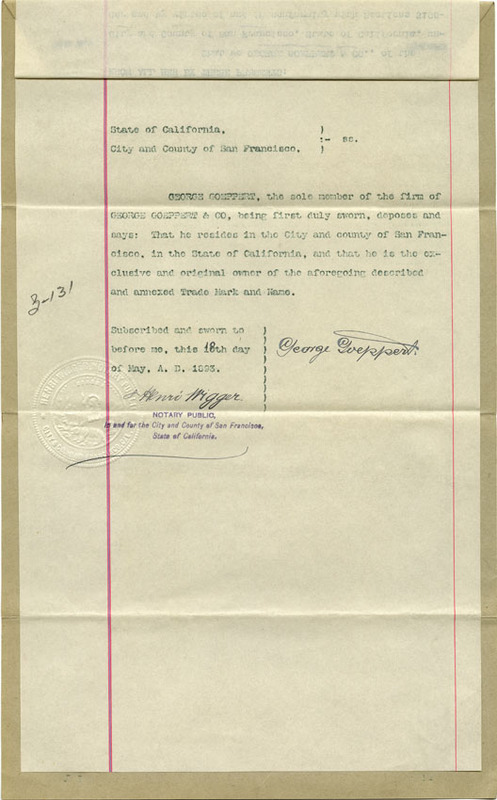 State of California,
:- ss.
City and County of San Francisco.
GEORGE GOEPPERT, the sole member of the firm of
GEORGE GOEPPERT & CO, being first duly sworn, deposes and
says: That he resides in the City and county of San Fran-
cisco, in the State of California, and that he is the ex-
clusive and original owner of the aforegoing described
and annexed Trade Mark and Name.
3-131
Subscribed and sworn to
before me, this 18th day
of May, A. D. 1893.
George Goeppert.
Henri Wigger
NOTARY PUBLIC,
in and for the City and County of San Francisco,
State of California.